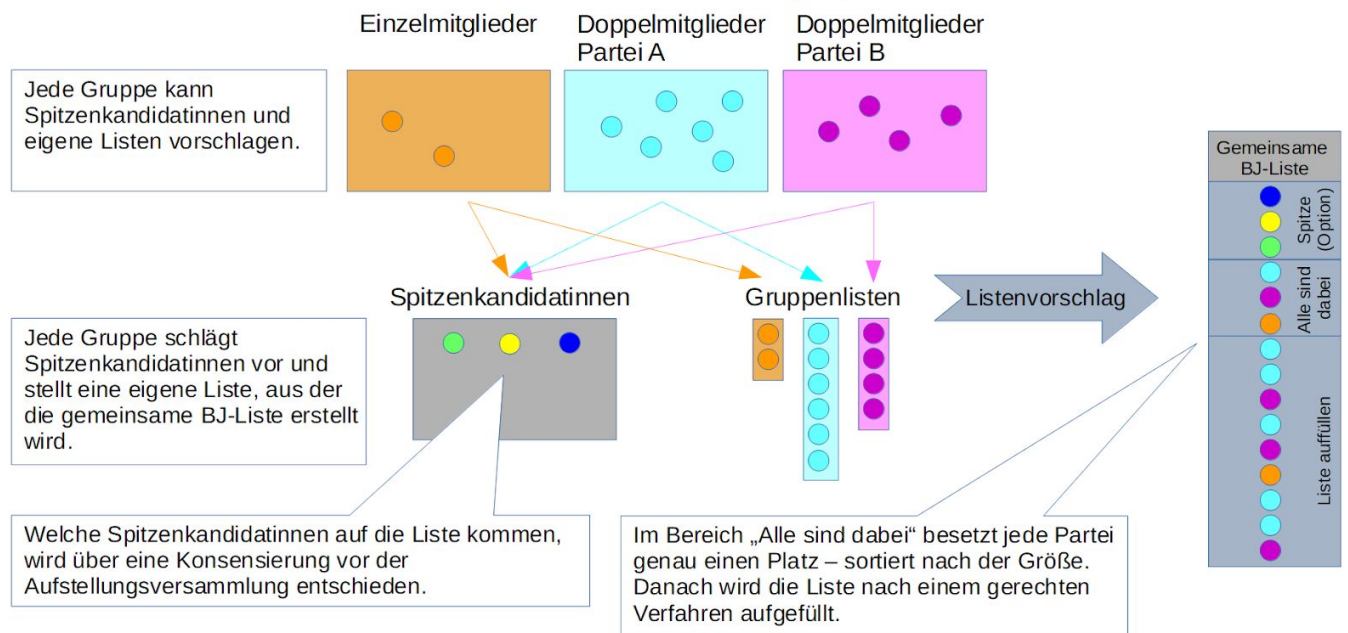 Einzelmitglieder
Doppelmitglieder
Partei A
Doppelmitglieder
Partei B
Jede Gruppe kann
Spitzenkandidatinnen und
eigene Listen vorschlagen.
Gemeinsame
BJ-Liste
Spitze
(Option)
Alle sind
dabei
Liste auffüllen
Spitzenkandidatinnen
Gruppenlisten
Listenvorschlag
Jede Gruppe schlägt
Spitzenkandidatinnen vor und
stellt eine eigene Liste, aus der
die gemeinsame BJ-Liste erstellt
wird.
Welche Spitzenkandidatinnen auf die Liste kommen,
wird über eine Konsensierung vor der
Aufstellungsversammlung entschieden.
Im Bereich „Alle sind dabei“ besetzt jede Partei
genau einen Platz – sortiert nach der Größe.
Danach wird die Liste nach einem gerechten
Verfahren aufgefüllt.